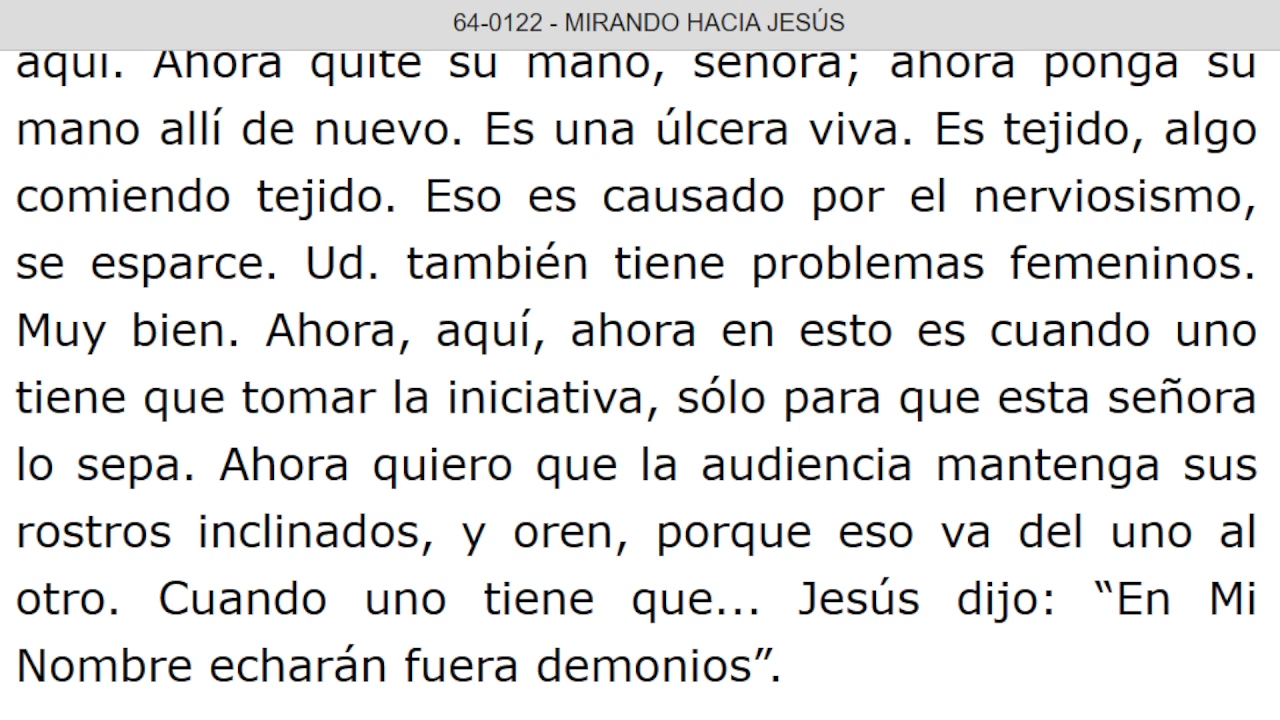 64-0122 - MIRANDO HACIA JESÚS
aquí. Ahora quite su mano, señora; ahora ponga su
mano allí de nuevo. Es una úlcera viva. Es tejido, algo
comiendo tejido. Eso es causado por el nerviosismo,
se esparce. Ud. también tiene problemas femeninos.
Muy bien. Ahora, aquí, ahora en esto es cuando uno
tiene que tomar la iniciativa, sólo para que esta señora
lo sepa. Ahora quiero que la audiencia mantenga sus
rostros inclinados, y oren, porque eso va del uno al
otro. Cuando uno tiene que... Jesús dijo: “En Mi
Nombre echarán fuera demonios”.